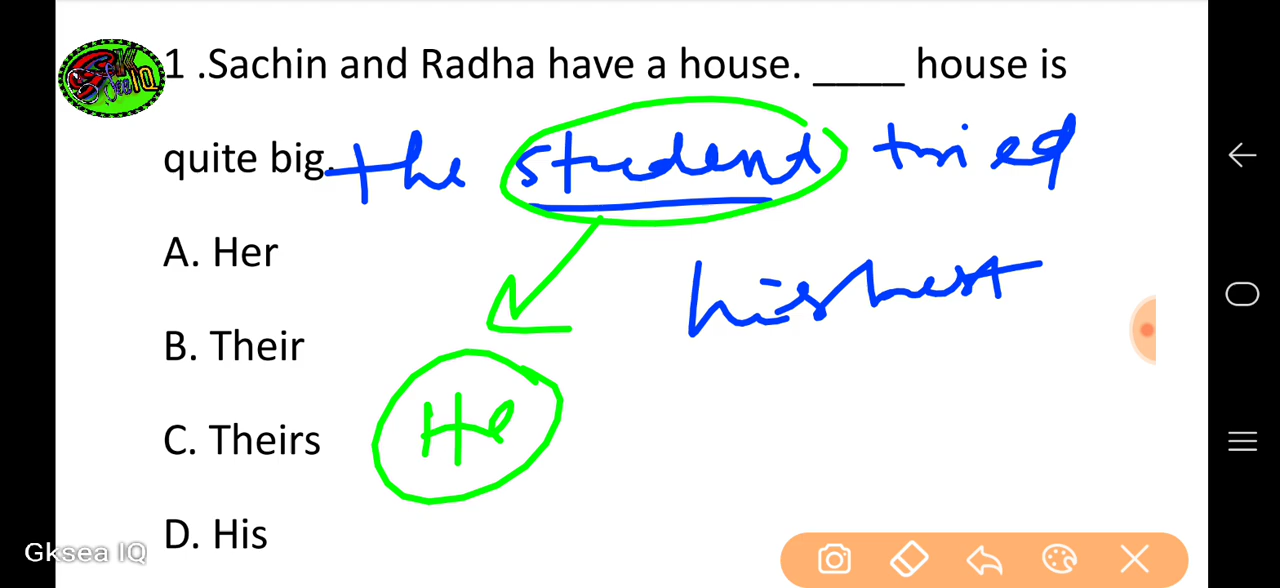 1 .Sachin and Radha have a house. ____ house is
quite big.
the student tried
his best
A. Her
B. Their
C. Theirs
He
D. His
Gksea IQ